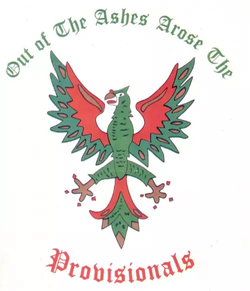 Out of The Ashes Arose The
Provisionals